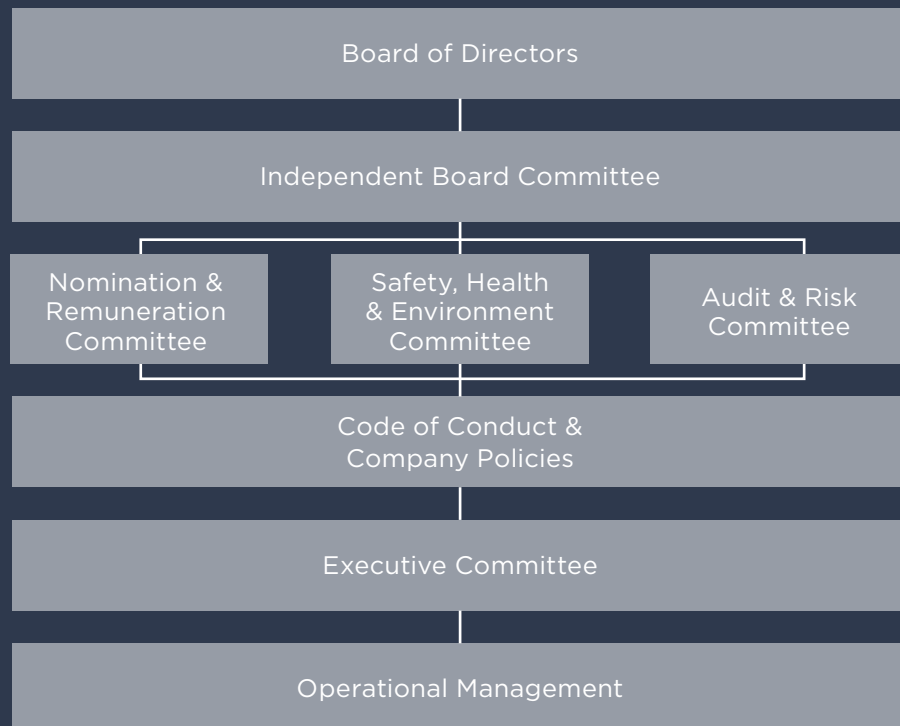 Board of Directors
Independent Board Committee
Nomination &
Remuneration
Committee
Safety, Health
& Environment
Committee
Audit & Risk
Committee
Code of Conduct &
Company Policies
Executive Committee
Operational Management